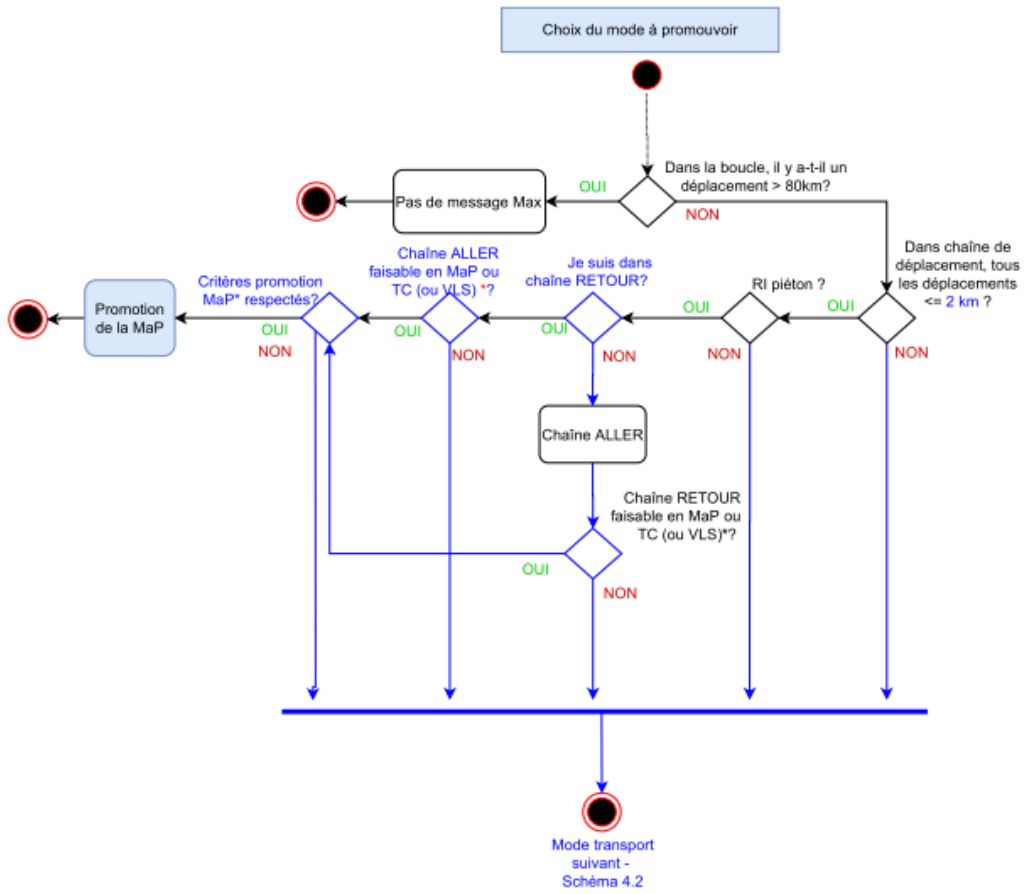 Choix du mode à promouvoir
Dans la boucle, il y a-t-il un
déplacement > 80km?
OUI
NON
Pas de message Max
Dans chaîne de
déplacement, tous
les déplacements
<= 2 km ?
OUI
NON
RI piéton ?
OUI
NON
Je suis dans
chaîne RETOUR?
OUI
NON
Chaîne ALLER
faisable en MaP ou
TC (ou VLS) *?
OUI
NON
Critères promotion
MaP* respectés?
OUI
NON
Promotion
de la MaP
Chaîne ALLER
Chaîne RETOUR
faisable en MaP ou
TC (ou VLS)*?
OUI
NON
Mode transport
suivant -
Schéma 4.2